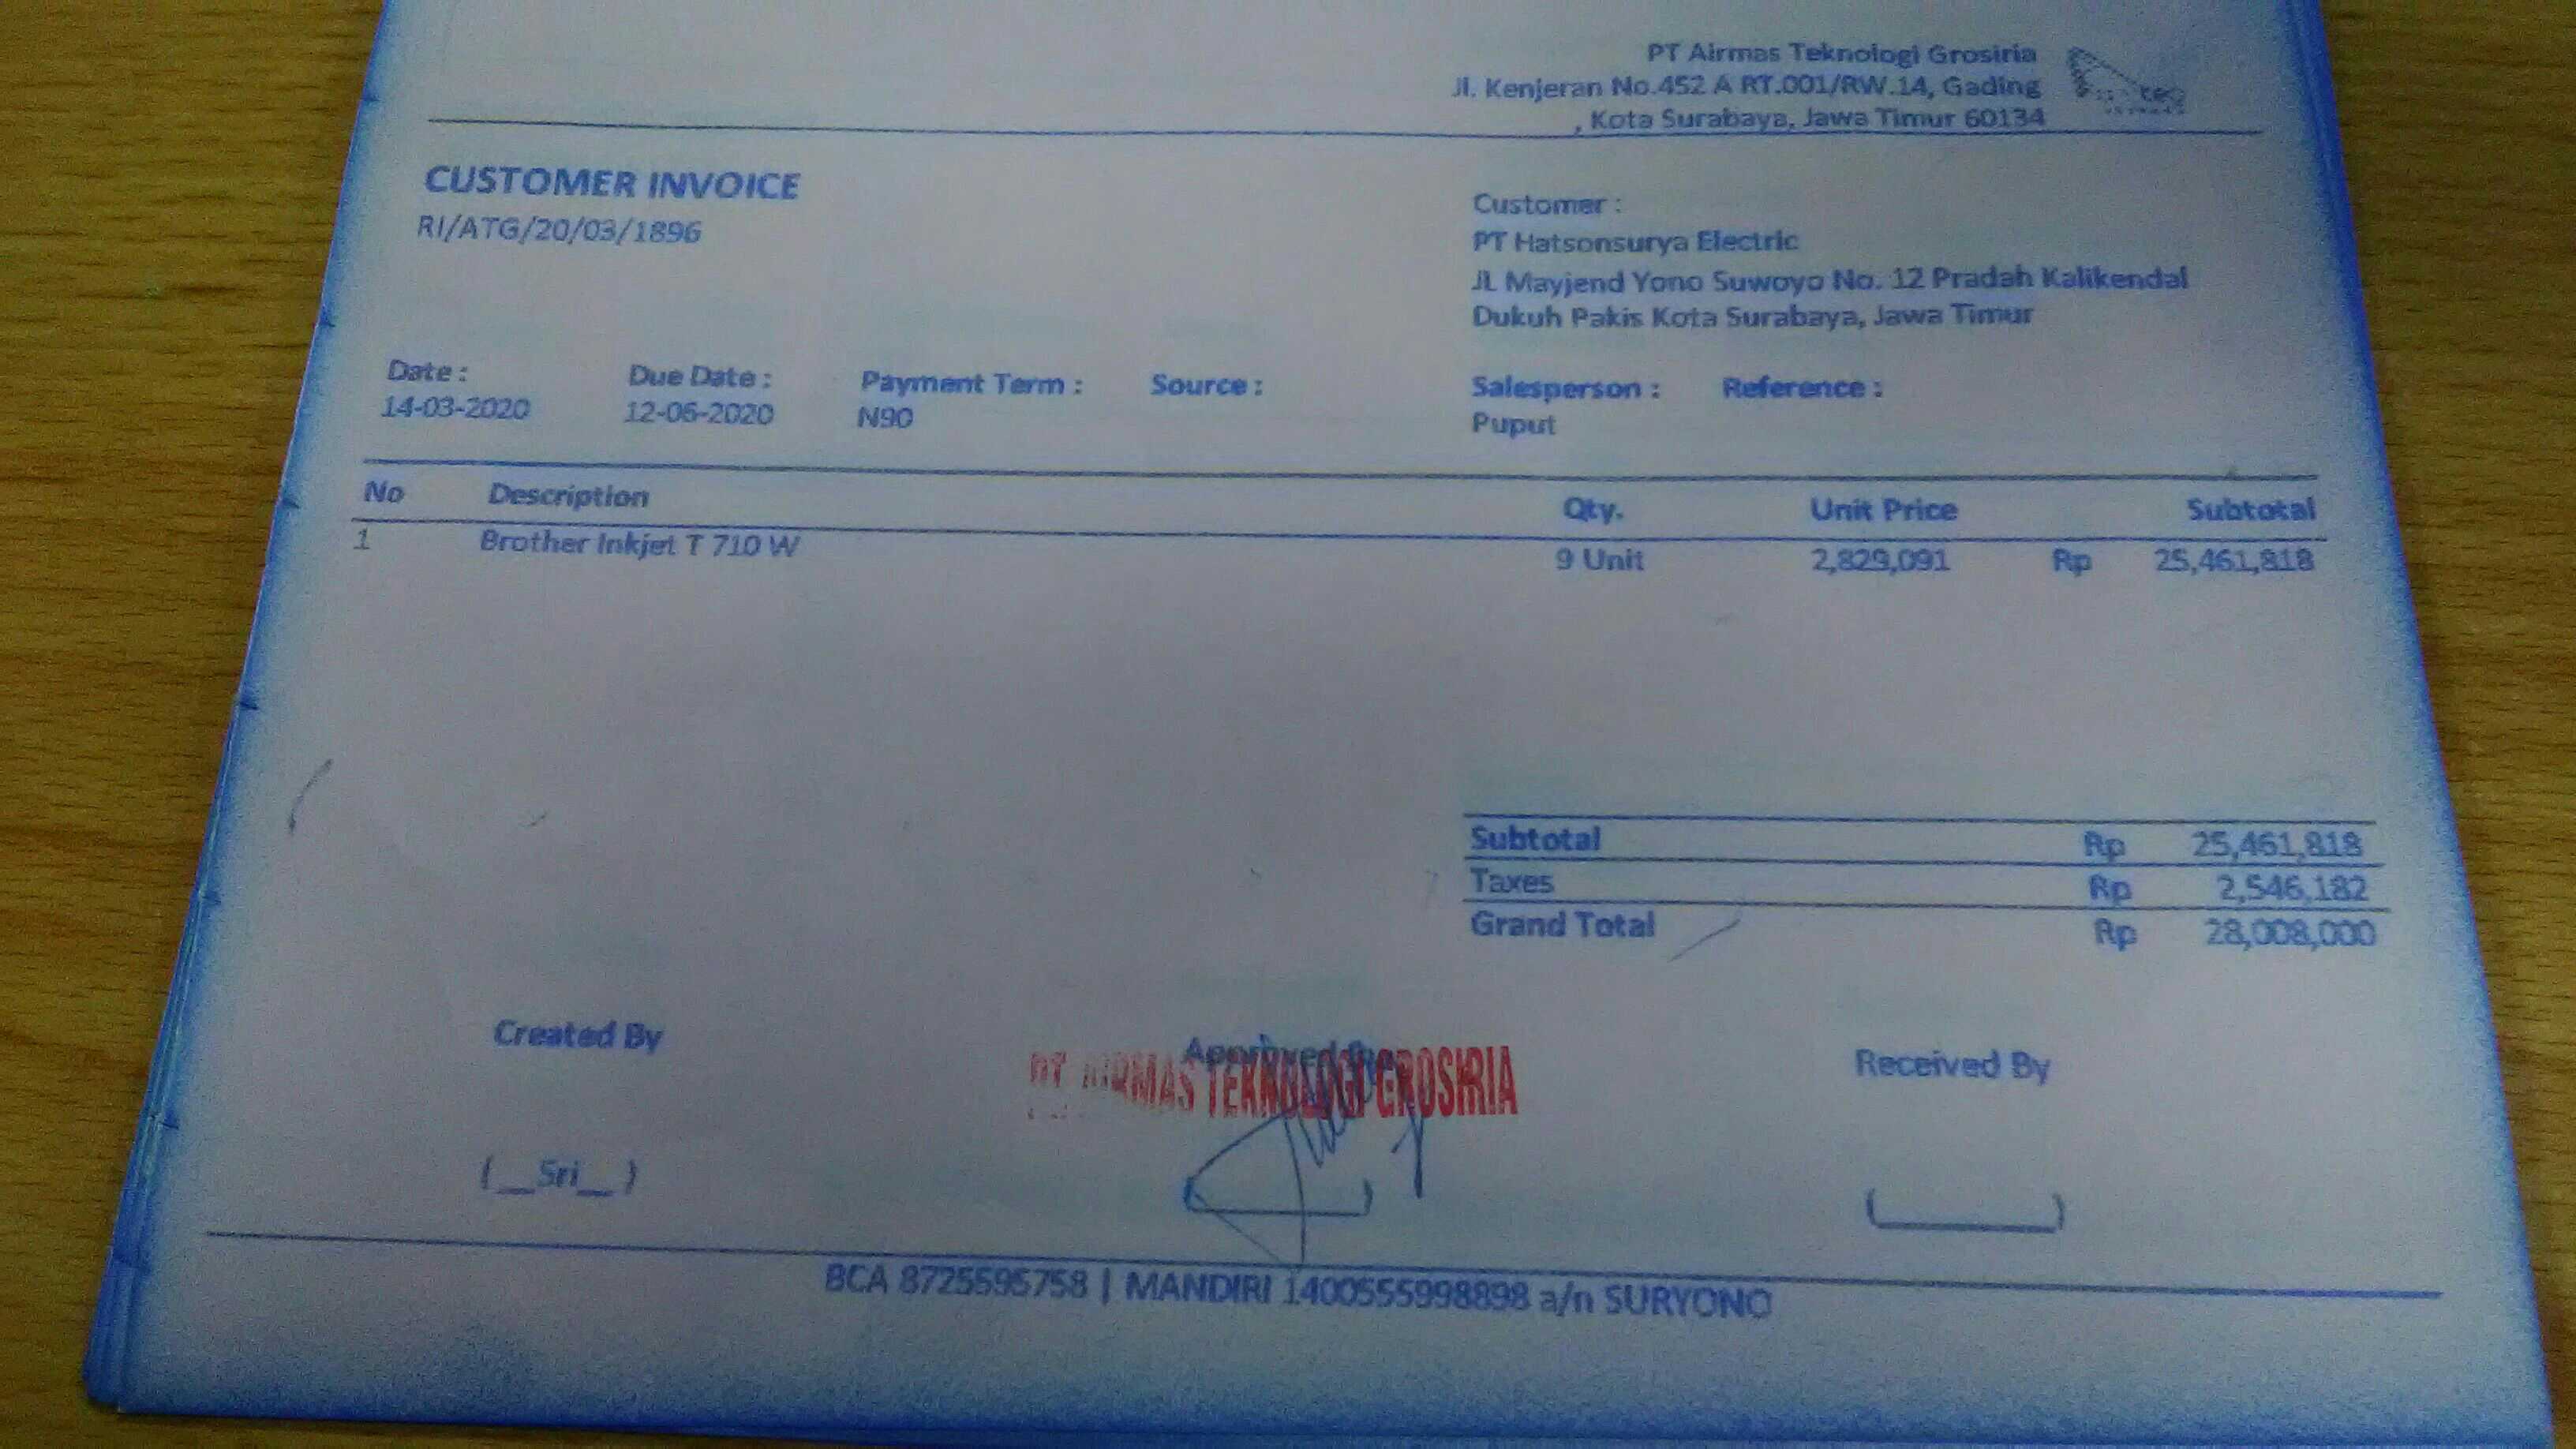 PT Airmas Teknologi Grosiria
Jl. Kenjeran No.452 A RT.001/RW.14, Gading
, Kota Surabaya, Jawa Timur 60134
CUSTOMER INVOICE
RI/ATG/20/03/1896
Customer :
PT Hatsonsurya Electric
JL Mayjend Yono Suwoyo No. 12 Pradah Kalikendal
Dukuh Pakis Kota Surabaya, Jawa Timur
Date : Due Date : Payment Term : Source : Salesperson : Reference :
14-03-2020 12-06-2020 N90 Puput
No Description Qty. Unit Price Subtotal
1 Brother Inkjet T 710 W 9 Unit 2,829,091 Rp 25,461,818
Subtotal Rp 25,461,818
Taxes Rp 2,546,182
Grand Total Rp 28,008,000
Created By Approved By Received By
PT. AIRMAS TEKNOLOGI GROSIRIA
(__Sri__)
BCA 8725595758 | MANDIRI 1400555998898 a/n SURYONO